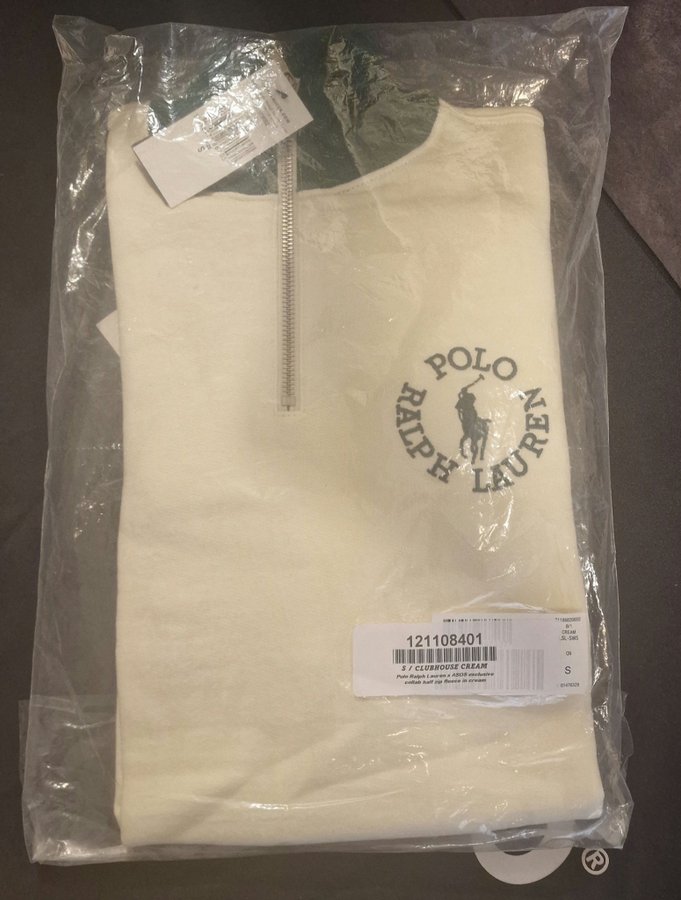 POLO
RALPH LAUREN
121108401
S / CLUBHOUSE CREAM
Polo Ralph Lauren x ASOS exclusive
collab half zip fleece in cream
CREAM
S
®